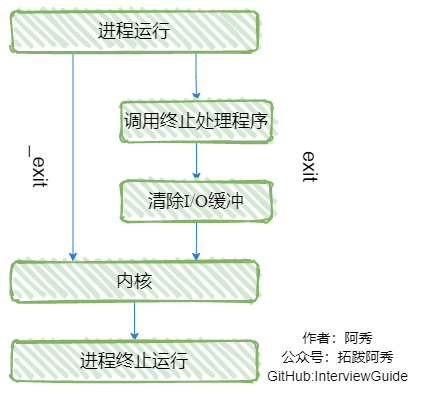 进程运行
调用终止处理程序
_exit
exit
清除I/O缓冲
内核
进程终止运行
作者：阿秀
公众号：拓跋阿秀
GitHub:InterviewGuide